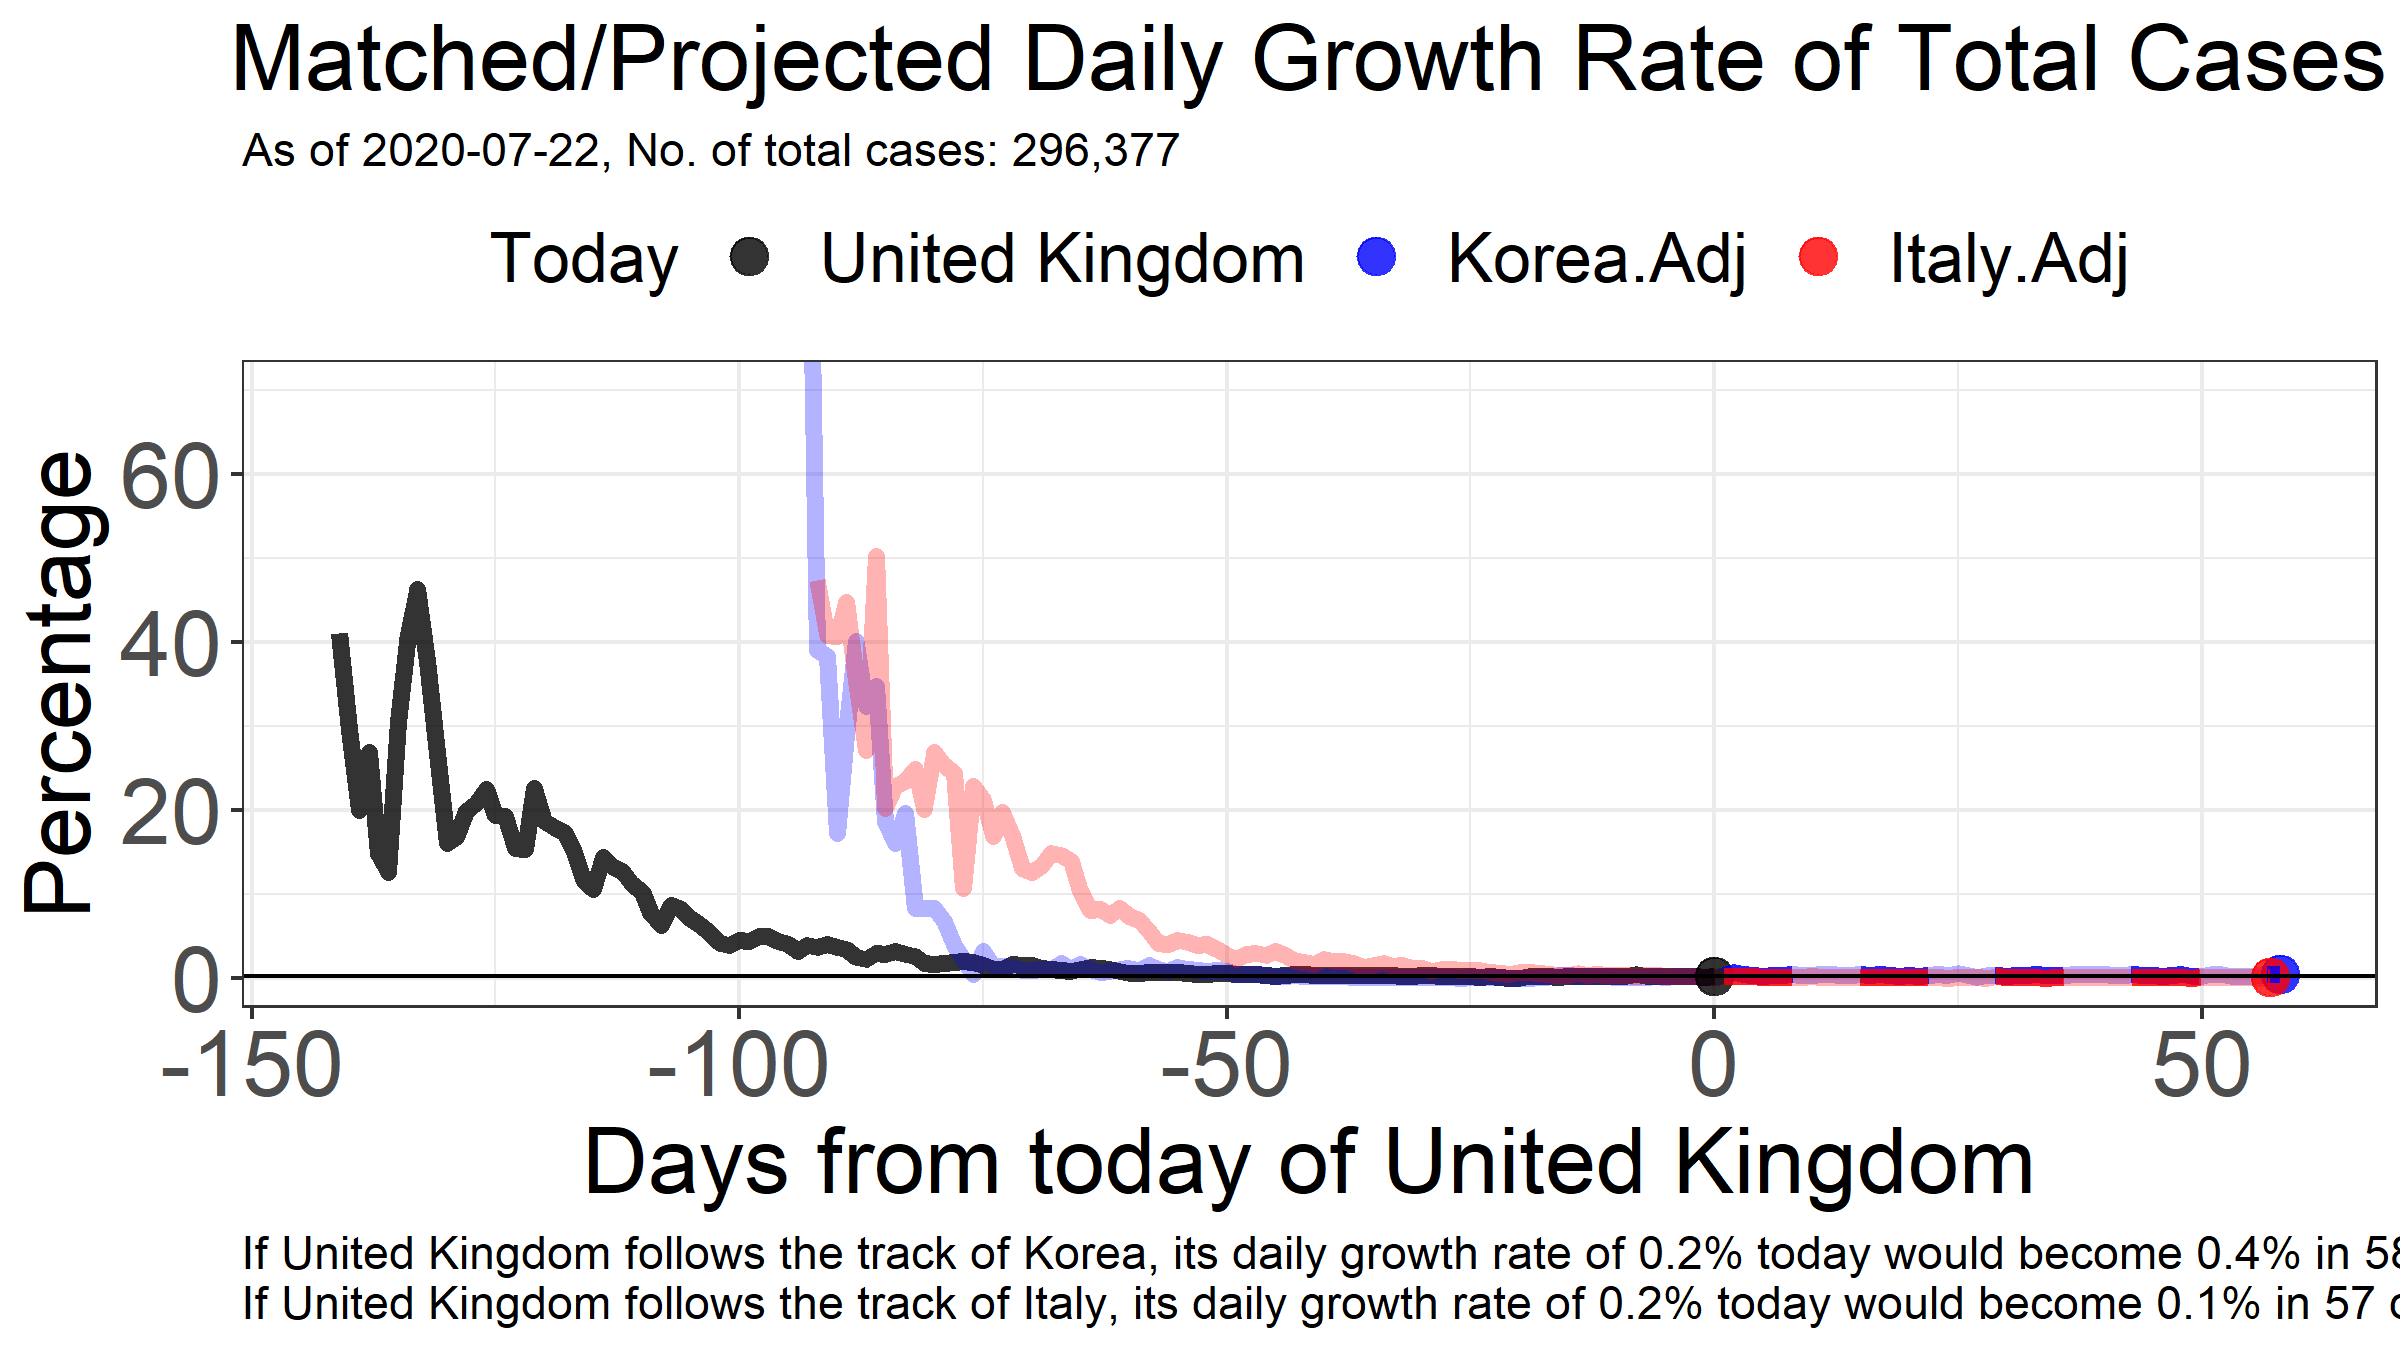 Matched/Projected Daily Growth Rate of Total Cases
As of 2020-07-22, No. of total cases: 296,377
Today United Kingdom Korea.Adj Italy.Adj
Percentage
60
40
20
0
-150 -100 -50 0 50
Days from today of United Kingdom
If United Kingdom follows the track of Korea, its daily growth rate of 0.2% today would become 0.4% in 58
If United Kingdom follows the track of Italy, its daily growth rate of 0.2% today would become 0.1% in 57